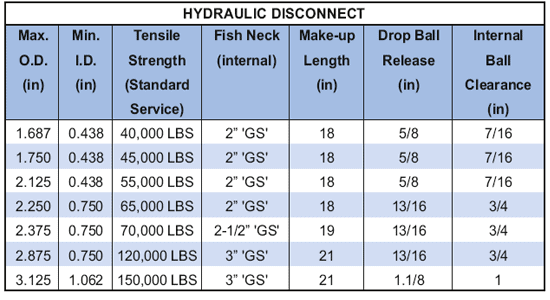 HYDRAULIC DISCONNECT
Max. O.D. (in) Min. I.D. (in) Tensile Strength (Standard Service) Fish Neck (internal) Make-up Length (in) Drop Ball Release (in) Internal Ball Clearance (in)
1.687 0.438 40,000 LBS 2” 'GS' 18 5/8 7/16
1.750 0.438 45,000 LBS 2” 'GS' 18 5/8 7/16
2.125 0.438 55,000 LBS 2” 'GS' 18 5/8 7/16
2.250 0.750 65,000 LBS 2” 'GS' 18 13/16 3/4
2.375 0.750 70,000 LBS 2-1/2” 'GS' 19 13/16 3/4
2.875 0.750 120,000 LBS 3” 'GS' 21 13/16 3/4
3.125 1.062 150,000 LBS 3” 'GS' 21 1.1/8 1